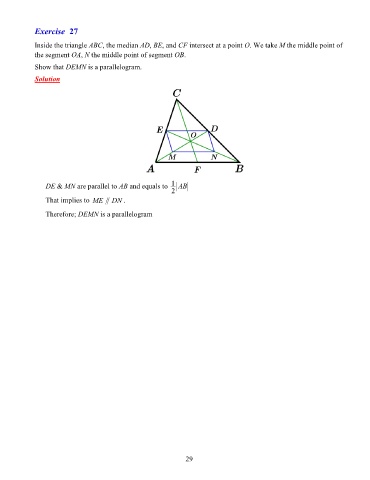 Exercise 27
Inside the triangle ABC, the median AD, BE, and CF intersect at a point O. We take M the middle point of
the segment OA, N the middle point of segment OB.
Show that DEMN is a parallelogram.
Solution
C
E
D
O
M
N
A
F
B
DE & MN are parallel to AB and equals to 1/2 |AB|
That implies to ME // DN .
Therefore; DEMN is a parallelogram
29